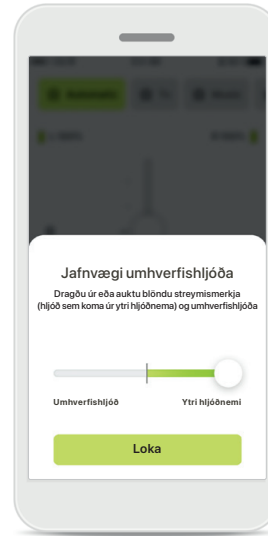 Jafnvægi umhverfishljóða
Dragðu úr eða auktu blöndu streymismerkja
(hljóð sem koma úr ytri hljóðnema) og umhverfishljóða
Umhverfishljóð
Ytri hljóðnemi
Loka